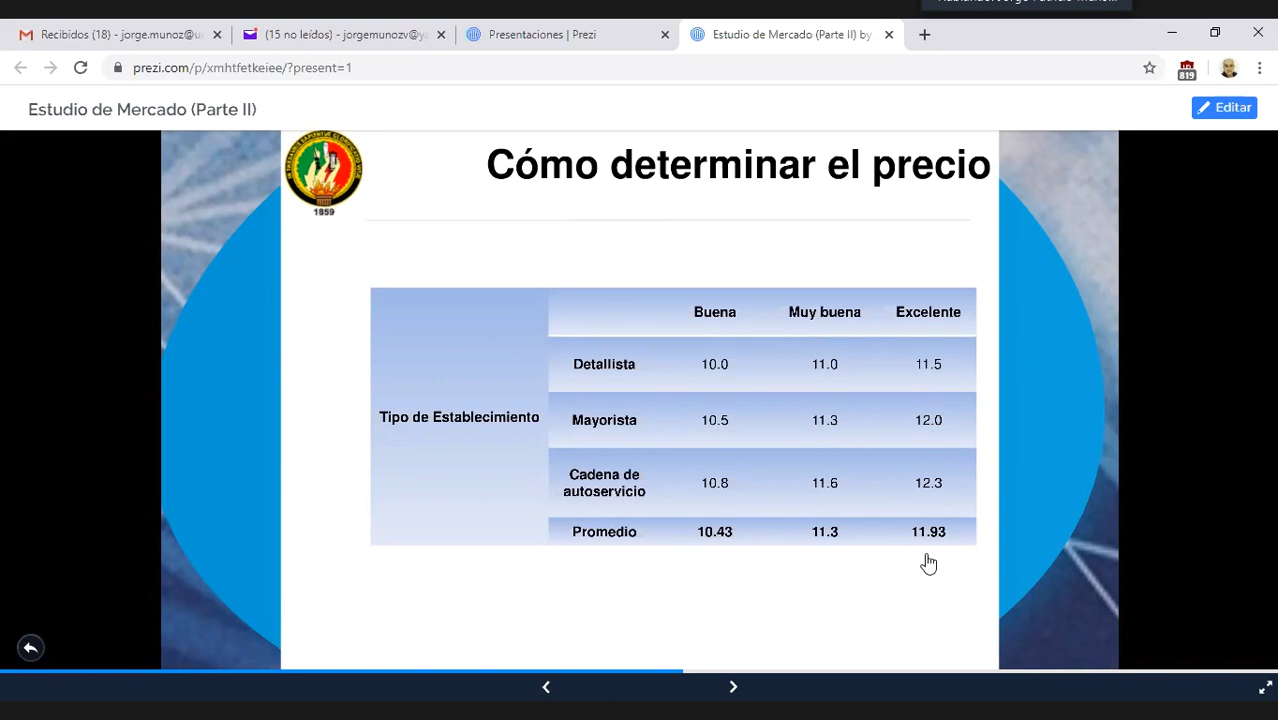 Recibidos (18) - jorge.munoz@u
(15 no leídos) - jorgemunozv@y
Presentaciones | Prezi
Estudio de Mercado (Parte II) by
prezi.com/p/xmhtfetkeiee/?present=1
819
Estudio de Mercado (Parte II)
Editar
1859
Cómo determinar el precio
Buena Muy buena Excelente
Detallista 10.0 11.0 11.5
Tipo de Establecimiento
Mayorista 10.5 11.3 12.0
Cadena de
autoservicio 10.8 11.6 12.3
Promedio 10.43 11.3 11.93